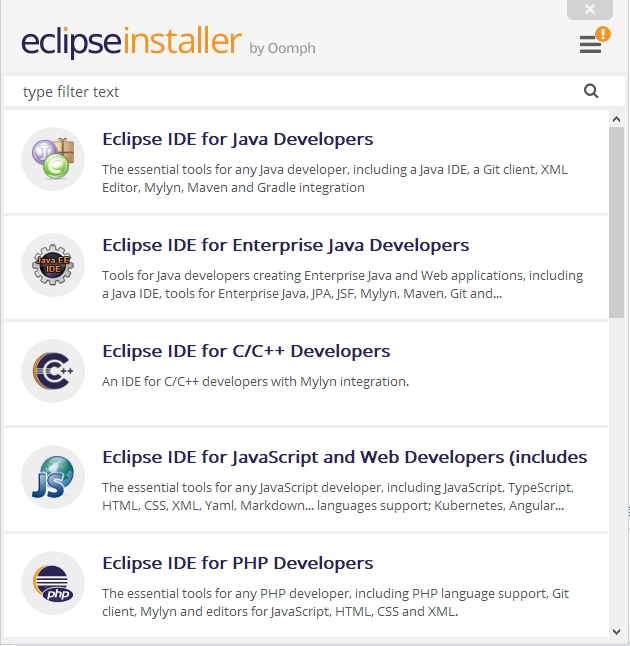 eclipseinstaller by Oomph
!
type filter text
Eclipse IDE for Java Developers
The essential tools for any Java developer, including a Java IDE, a Git client, XML
Editor, Mylyn, Maven and Gradle integration
Java EE
IDE
Eclipse IDE for Enterprise Java Developers
Tools for Java developers creating Enterprise Java and Web applications, including
a Java IDE, tools for Enterprise Java, JPA, JSF, Mylyn, Maven, Git and...
C++
Eclipse IDE for C/C++ Developers
An IDE for C/C++ developers with Mylyn integration.
JS
Eclipse IDE for JavaScript and Web Developers (includes
The essential tools for any JavaScript developer, including JavaScript, TypeScript,
HTML, CSS, XML, Yaml, Markdown... languages support; Kubernetes, Angular...
php
Eclipse IDE for PHP Developers
The essential tools for any PHP developer, including PHP language support, Git
client, Mylyn and editors for JavaScript, HTML, CSS and XML.